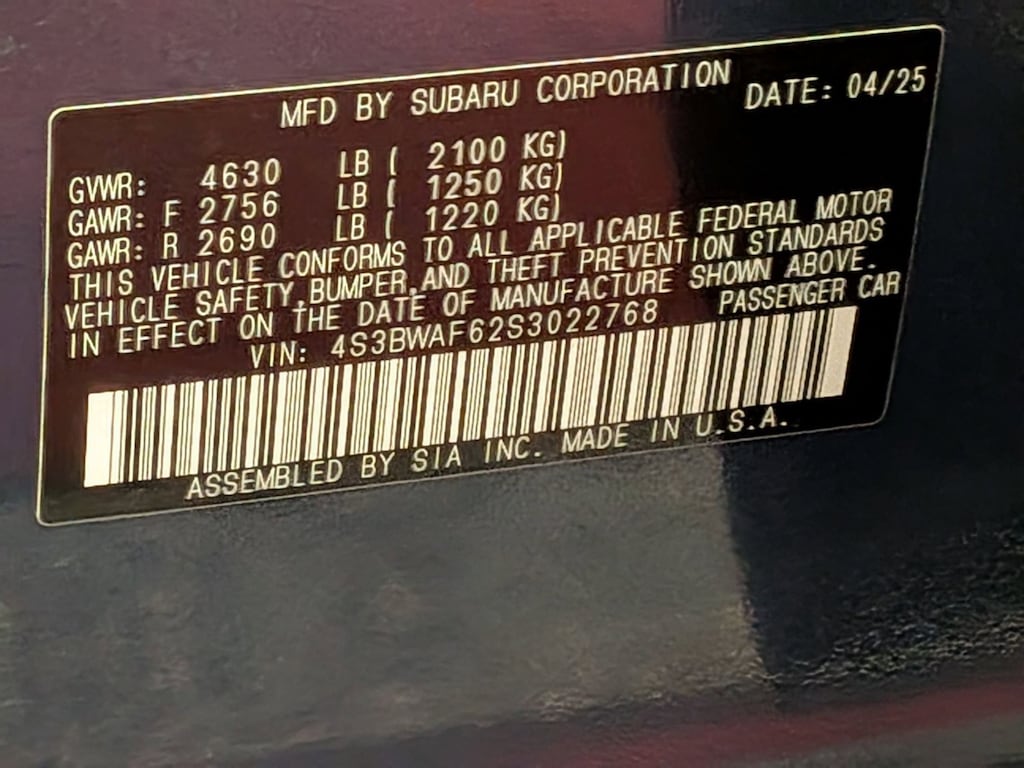 MFD BY SUBARU CORPORATION DATE: 04/25
GVWR: 4630 LB ( 2100 KG)
GAWR: F 2756 LB ( 1250 KG)
GAWR: R 2690 LB ( 1220 KG)
THIS VEHICLE CONFORMS TO ALL APPLICABLE FEDERAL MOTOR
VEHICLE SAFETY,BUMPER,AND THEFT PREVENTION STANDARDS
IN EFFECT ON THE DATE OF MANUFACTURE SHOWN ABOVE.
VIN: 4S3BWAF62S3022768 PASSENGER CAR
ASSEMBLED BY SIA INC. MADE IN U.S.A.